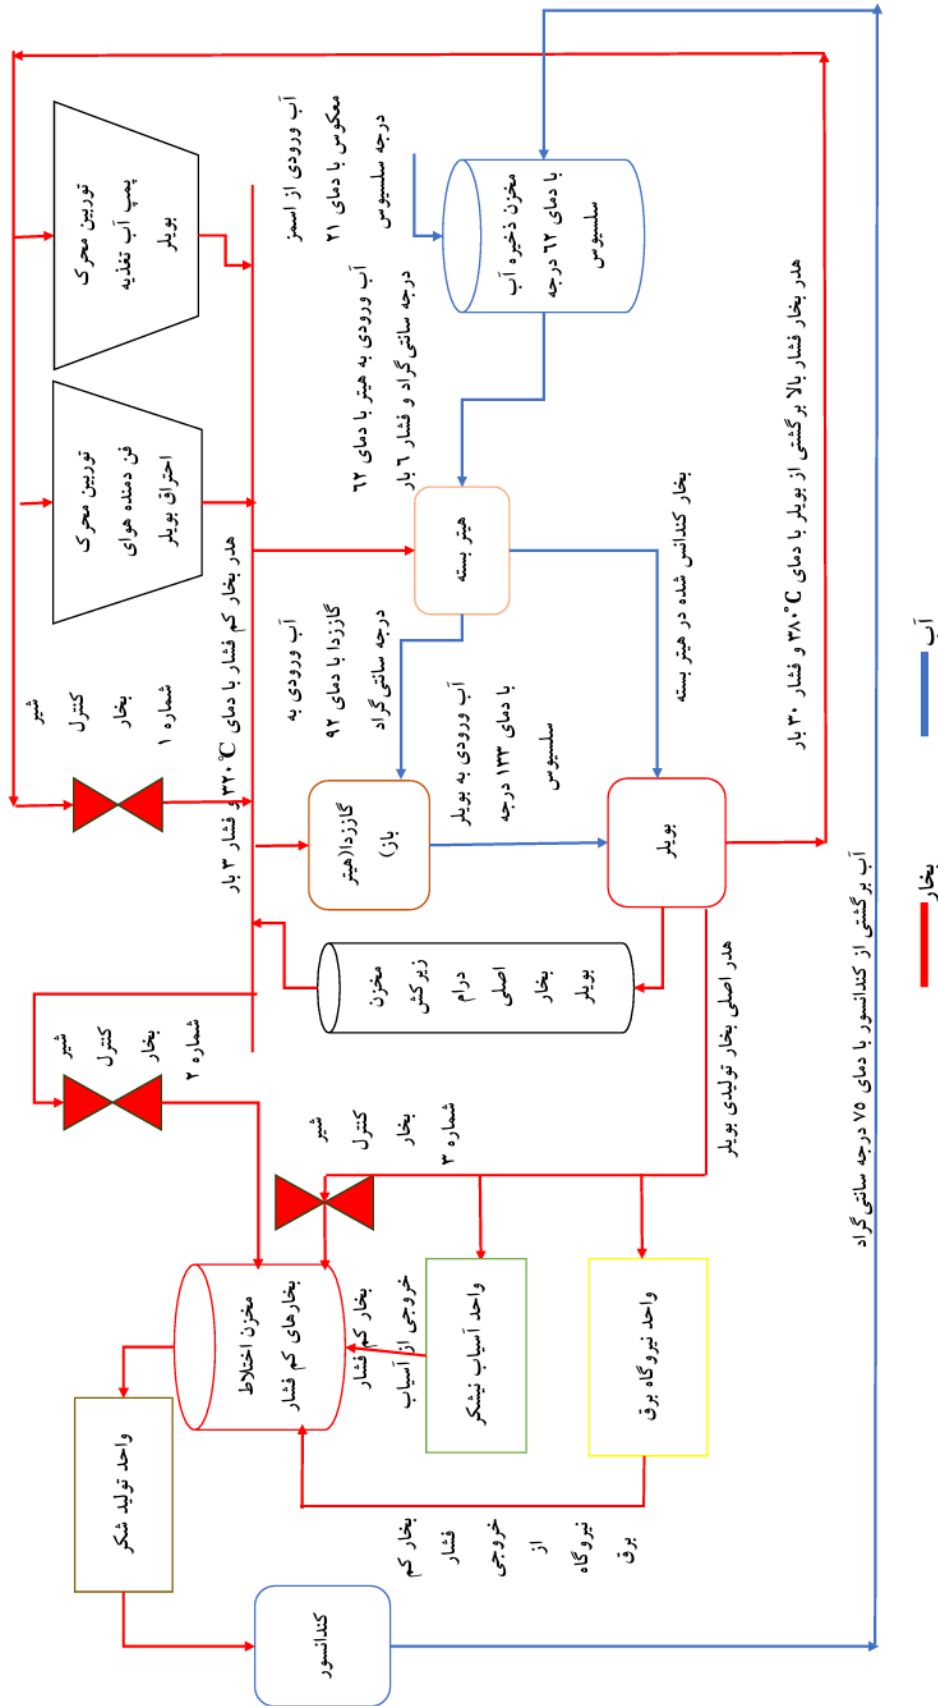 توربین محرک
پمپ آب تغذیه
بویلر
توربین محرک
فن دمنده هوای
احتراق بویلر
شیر
کنترل
بخار
شماره ۱
هدر بخار کم فشار با دمای ۳۲۰ °C و فشار ۳ بار
آب ورودی از اسمز
معکوس با دمای ۲۱
درجه سلسیوس
مخزن ذخیره آب
با دمای ۶۲ درجه
سلسیوس
آب ورودی به هیتر با دمای ۶۲
درجه سانتی گراد و فشار ۶ بار
هیتر بسته
بخار کندانس شده در هیتر بسته
آب ورودی به
گاززدا با دمای ۹۲
درجه سانتی‌گراد
گاززدا(هیتر
باز)
آب ورودی به بویلر
با دمای ۱۳۳ درجه
سلسیوس
بویلر
هدر بخار فشار بالا برگشتی از بویلر با دمای ۳۸۰°C و فشار ۳۰ بار
مخزن
زیرکش
درام
اصلی
بخار
بویلر
شیر
کنترل
بخار
شماره ۲
شیر
کنترل
بخار
شماره ۳
هدر اصلی بخار تولیدی بویلر
مخزن اختلاط
بخارهای کم فشار
بخار کم فشار
خروجی از آسیاب
واحد آسیاب نیشکر
واحد نیروگاه برق
بخار کم
فشار
خروجی
از
نیروگاه
برق
واحد تولید شکر
کندانسور
آب برگشتی از کندانسور با دمای ۷۵ درجه سانتی گراد
بخار
آب